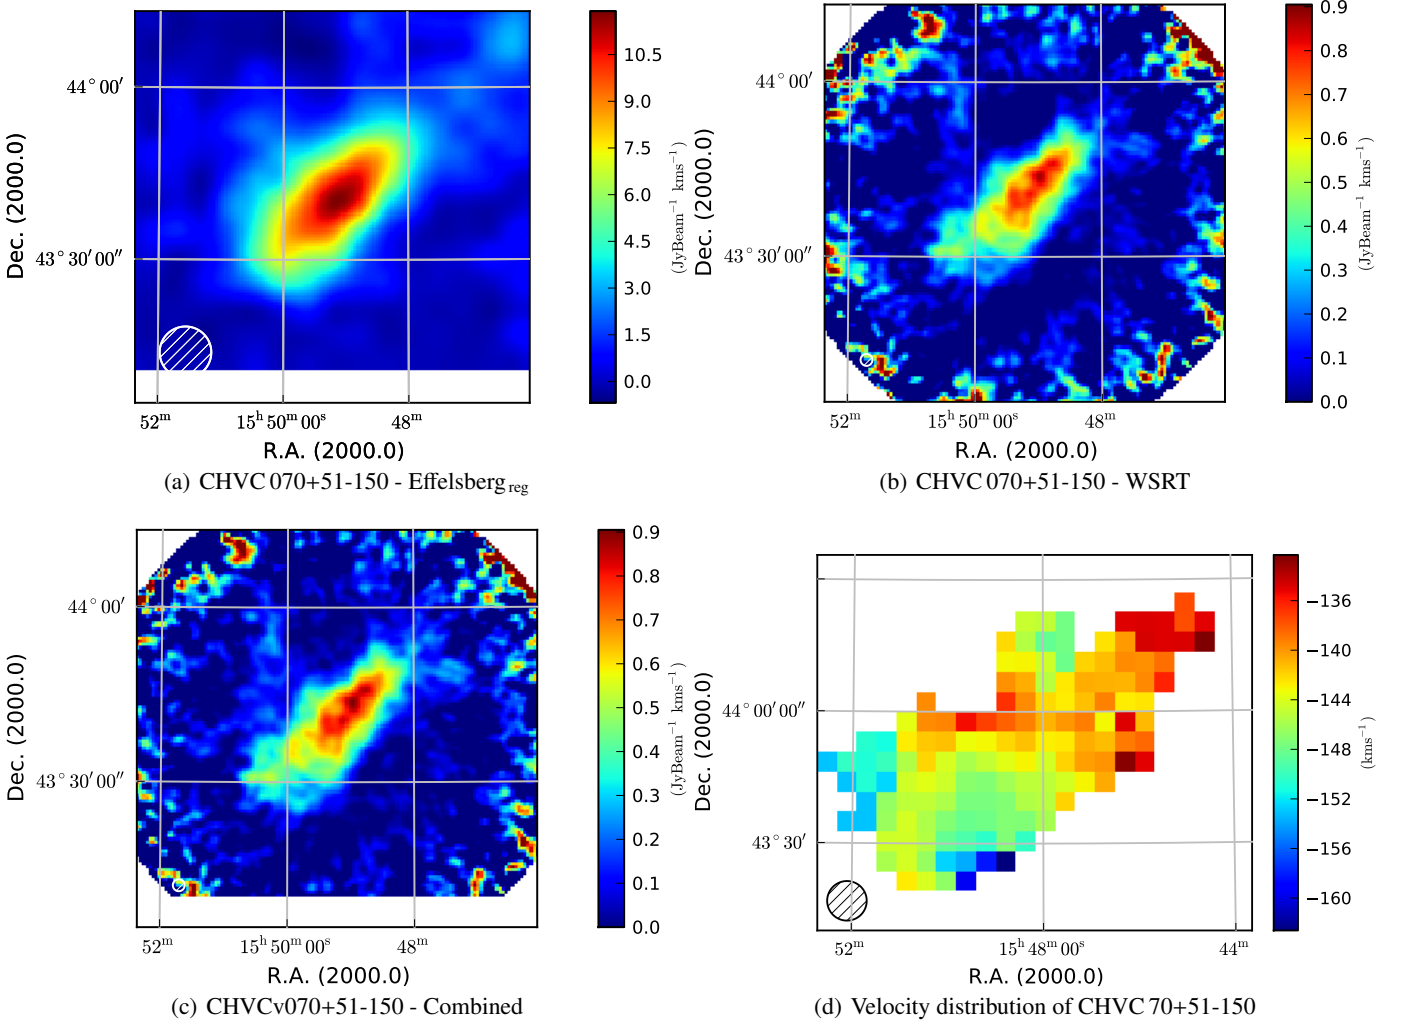 Dec. (2000.0)
44° 00′
43° 30′ 00″
52ᵐ
15ʰ 50ᵐ 00ˢ
48ᵐ
R.A. (2000.0)
10.5
9.0
7.5
6.0
4.5
3.0
1.5
0.0
(JyBeam⁻¹ kms⁻¹)
(a) CHVC 070+51-150 - Effelsberg reg
Dec. (2000.0)
44° 00′
43° 30′ 00″
52ᵐ
15ʰ 50ᵐ 00ˢ
48ᵐ
R.A. (2000.0)
0.9
0.8
0.7
0.6
0.5
0.4
0.3
0.2
0.1
0.0
(JyBeam⁻¹ kms⁻¹)
(b) CHVC 070+51-150 - WSRT
Dec. (2000.0)
44° 00′
43° 30′ 00″
52ᵐ
15ʰ 50ᵐ 00ˢ
48ᵐ
R.A. (2000.0)
0.9
0.8
0.7
0.6
0.5
0.4
0.3
0.2
0.1
0.0
(JyBeam⁻¹ kms⁻¹)
(c) CHVCv070+51-150 - Combined
Dec. (2000.0)
44° 00′ 00″
43° 30′
52ᵐ
15ʰ 48ᵐ 00ˢ
44ᵐ
R.A. (2000.0)
−136
−140
−144
−148
−152
−156
−160
(kms⁻¹)
(d) Velocity distribution of CHVC 70+51-150